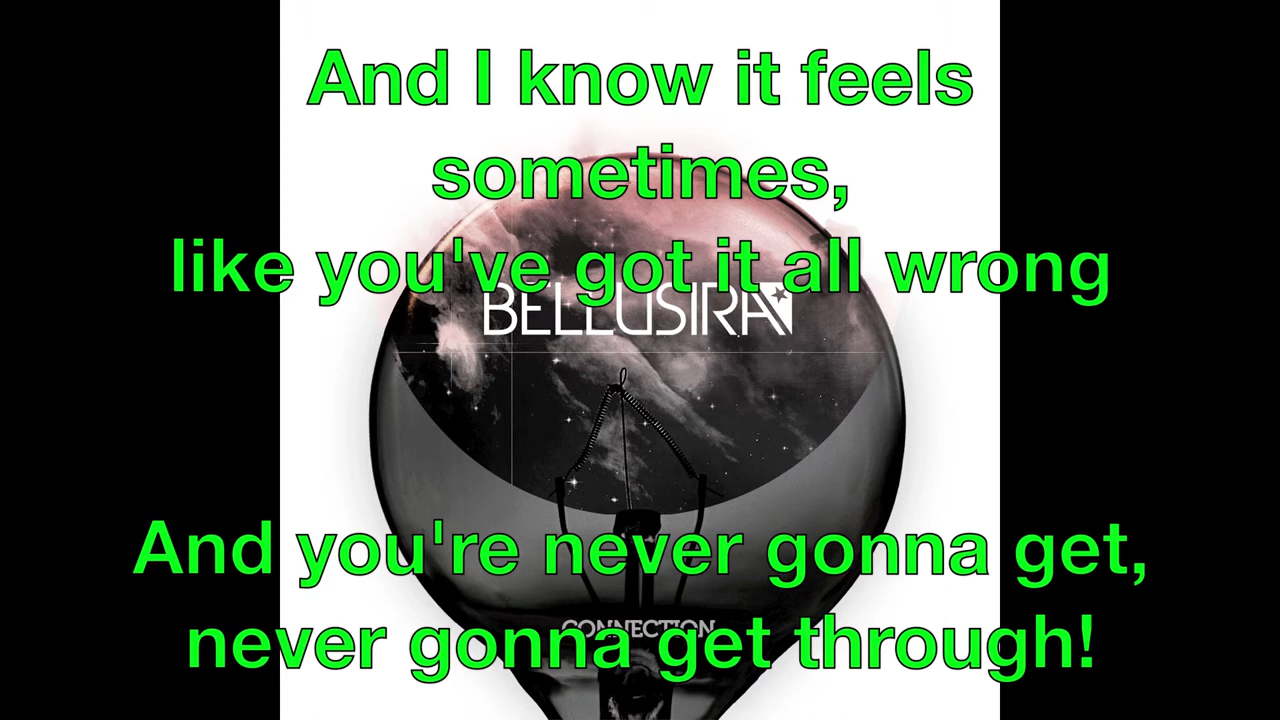 And I know it feels
sometimes,
like you've got it all wrong
BELLUSIRA
And you're never gonna get,
CONNECTION
never gonna get through!